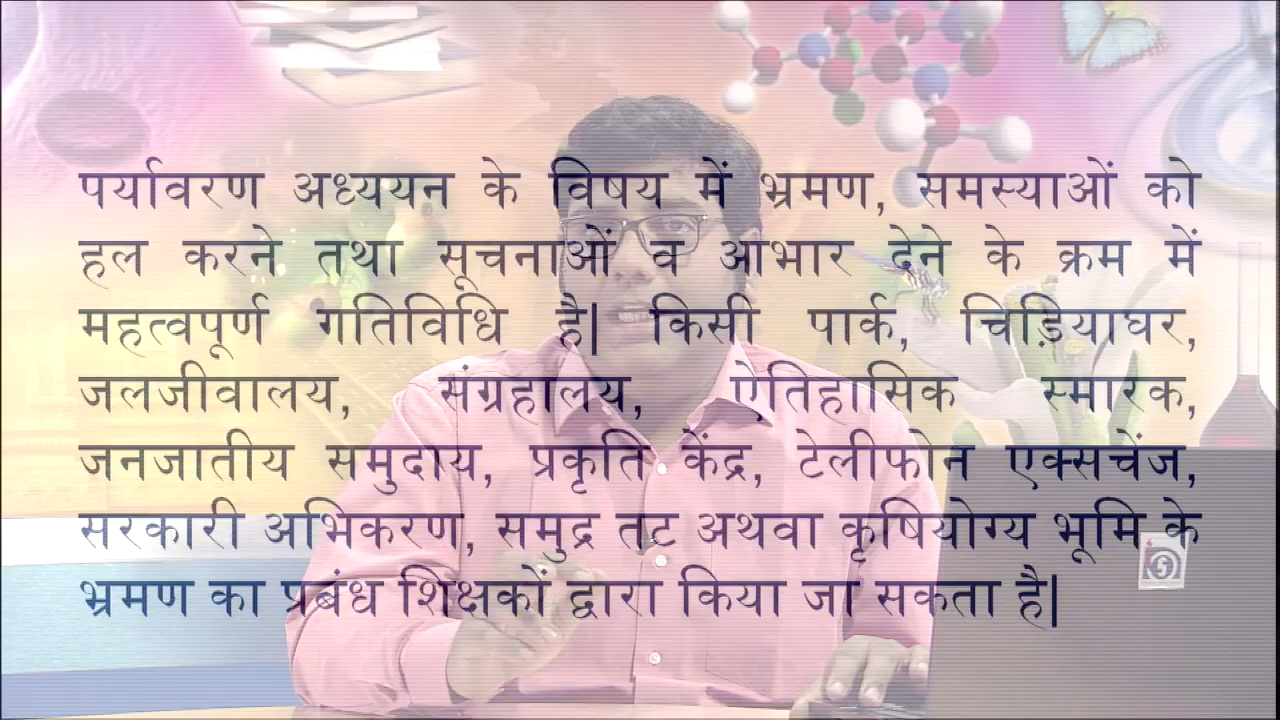 पर्यावरण अध्ययन के विषय में भ्रमण, समस्याओं को
हल करने तथा सूचनाओं व आभार देने के क्रम में
महत्वपूर्ण गतिविधि है| किसी पार्क, चिड़ियाघर,
जलजीवालय, संग्रहालय, ऐतिहासिक स्मारक,
जनजातीय समुदाय, प्रकृति केंद्र, टेलीफोन एक्सचेंज,
सरकारी अभिकरण, समुद्र तट अथवा कृषियोग्य भूमि के
भ्रमण का प्रबंध शिक्षकों द्वारा किया जा सकता है|